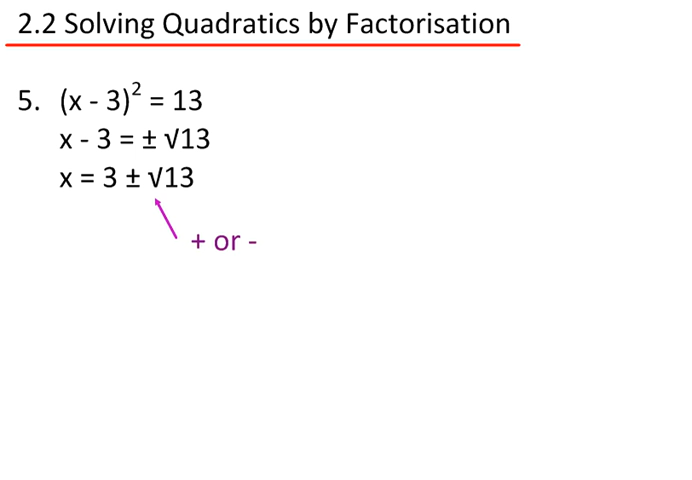 2.2 Solving Quadratics by Factorisation
5. (x - 3)² = 13
x - 3 = ± √13
x = 3 ± √13
+ or -